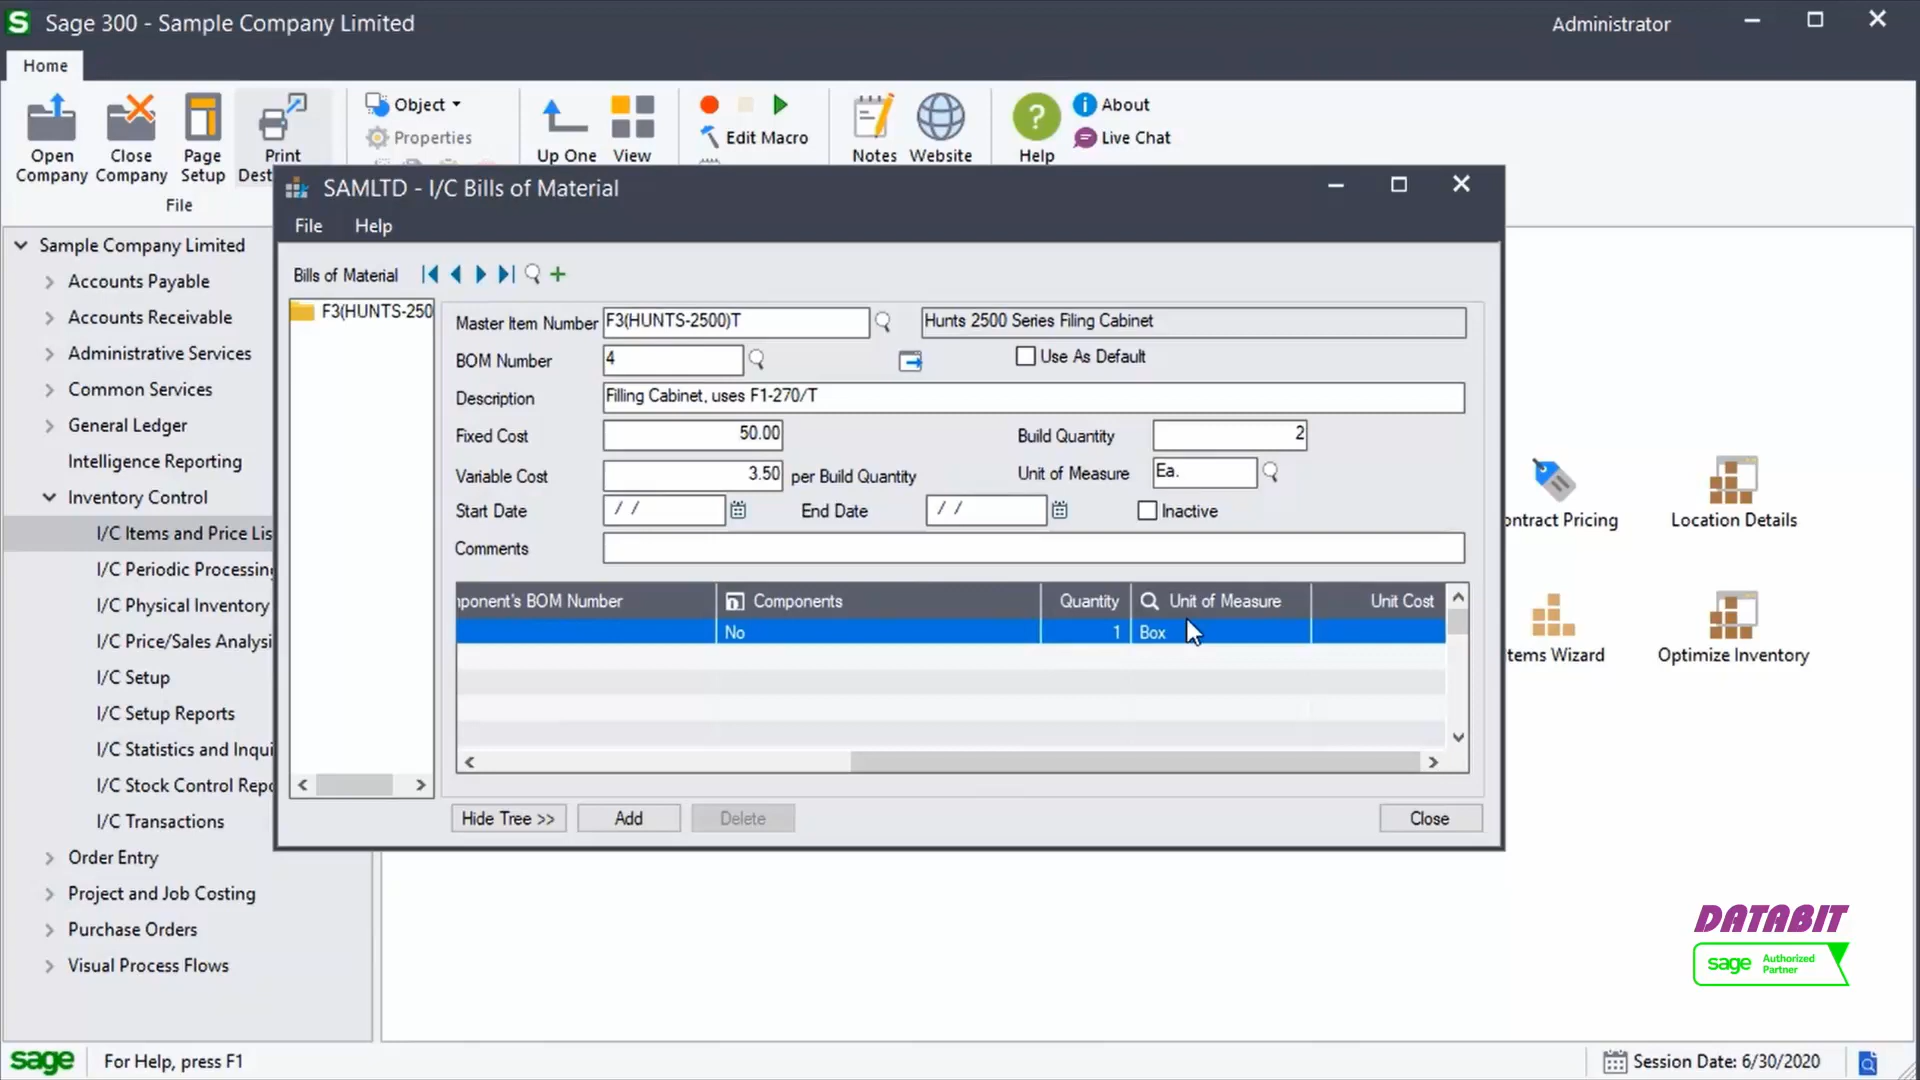 Sage 300 - Sample Company Limited
Administrator
Home
Open Company
Close Company
Page Setup
Print Dest
File
Object
Properties
Up One
View
Edit Macro
Notes
Website
Help
About
Live Chat
Sample Company Limited
Accounts Payable
Accounts Receivable
Administrative Services
Common Services
General Ledger
Intelligence Reporting
Inventory Control
I/C Items and Price Lis
I/C Periodic Processing
I/C Physical Inventory
I/C Price/Sales Analysi
I/C Setup
I/C Setup Reports
I/C Statistics and Inqui
I/C Stock Control Repo
I/C Transactions
Order Entry
Project and Job Costing
Purchase Orders
Visual Process Flows
SAMLTD - I/C Bills of Material
File Help
Bills of Material
F3(HUNTS-250
Master Item Number F3(HUNTS-2500)T Hunts 2500 Series Filing Cabinet
BOM Number 4 Use As Default
Description Filling Cabinet, uses F1-270/T
Fixed Cost 50.00 Build Quantity 2
Variable Cost 3.50 per Build Quantity Unit of Measure Ea.
Start Date / / End Date / / Inactive
Comments
ponent's BOM Number Components Quantity Unit of Measure Unit Cost
No 1 Box
Hide Tree >> Add Delete Close
ontract Pricing
Location Details
tems Wizard
Optimize Inventory
DATABIT
sage Authorized Partner
sage For Help, press F1
Session Date: 6/30/2020